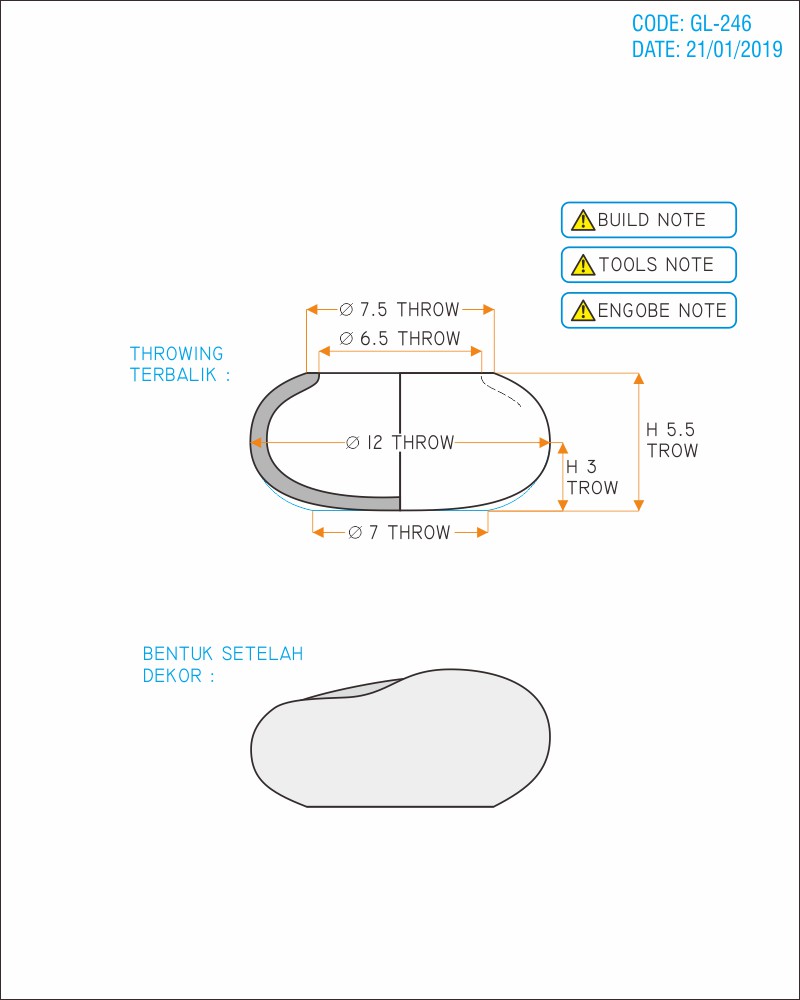 CODE: GL-246
DATE: 21/01/2019
BUILD NOTE
TOOLS NOTE
ENGOBE NOTE
Ø 7.5 THROW
Ø 6.5 THROW
THROWING
TERBALIK :
Ø 12 THROW
H 5.5
TROW
H 3
TROW
Ø 7 THROW
BENTUK SETELAH
DEKOR :